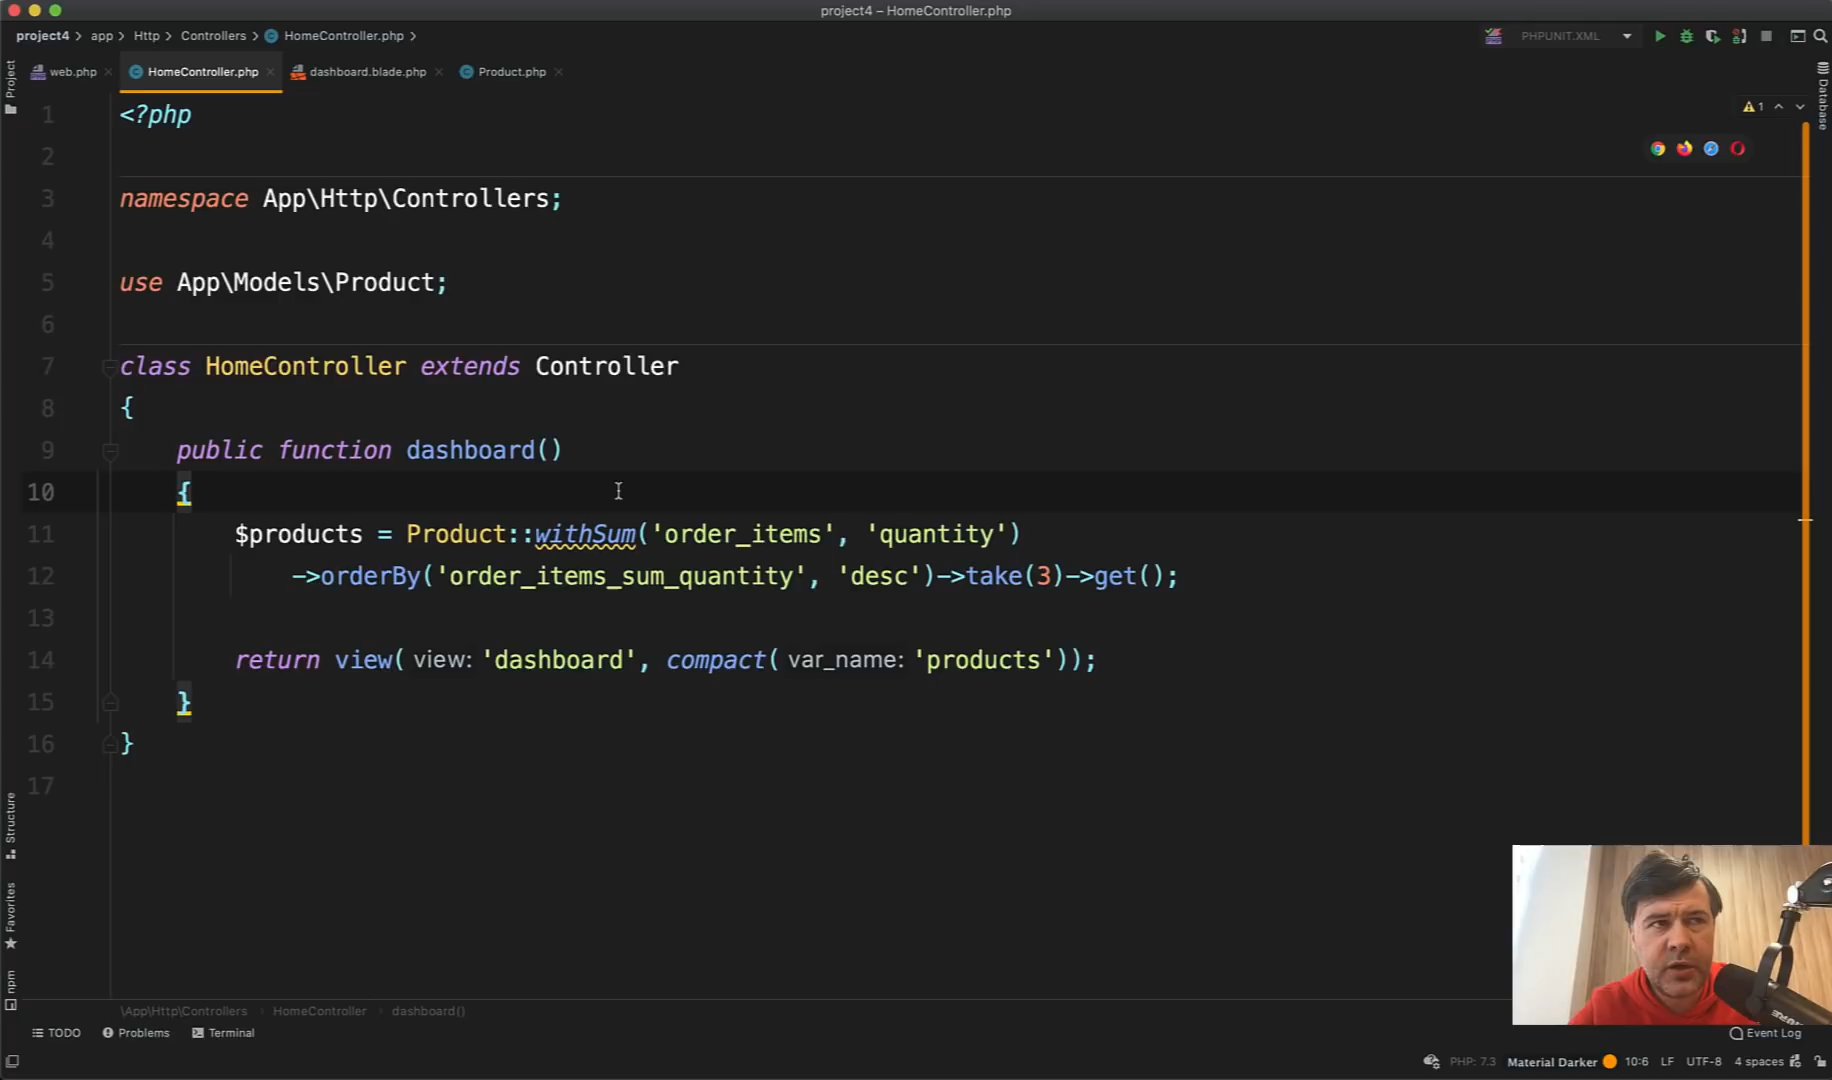 project4 – HomeController.php
project4 app Http Controllers HomeController.php
PHPUNIT.XML
web.php HomeController.php dashboard.blade.php Product.php
Project
Database
1
1 <?php
2
3 namespace App\Http\Controllers;
4
5 use App\Models\Product;
6
7 class HomeController extends Controller
8 {
9 public function dashboard()
10 {
11 $products = Product::withSum('order_items', 'quantity')
12 ->orderBy('order_items_sum_quantity', 'desc')->take(3)->get();
13
14 return view( view: 'dashboard', compact( var_name: 'products'));
15 }
16 }
17
Structure
Favorites
npm
\App\Http\Controllers HomeController dashboard()
TODO Problems Terminal
Event Log
PHP: 7.3 Material Darker 10:6 LF UTF-8 4 spaces